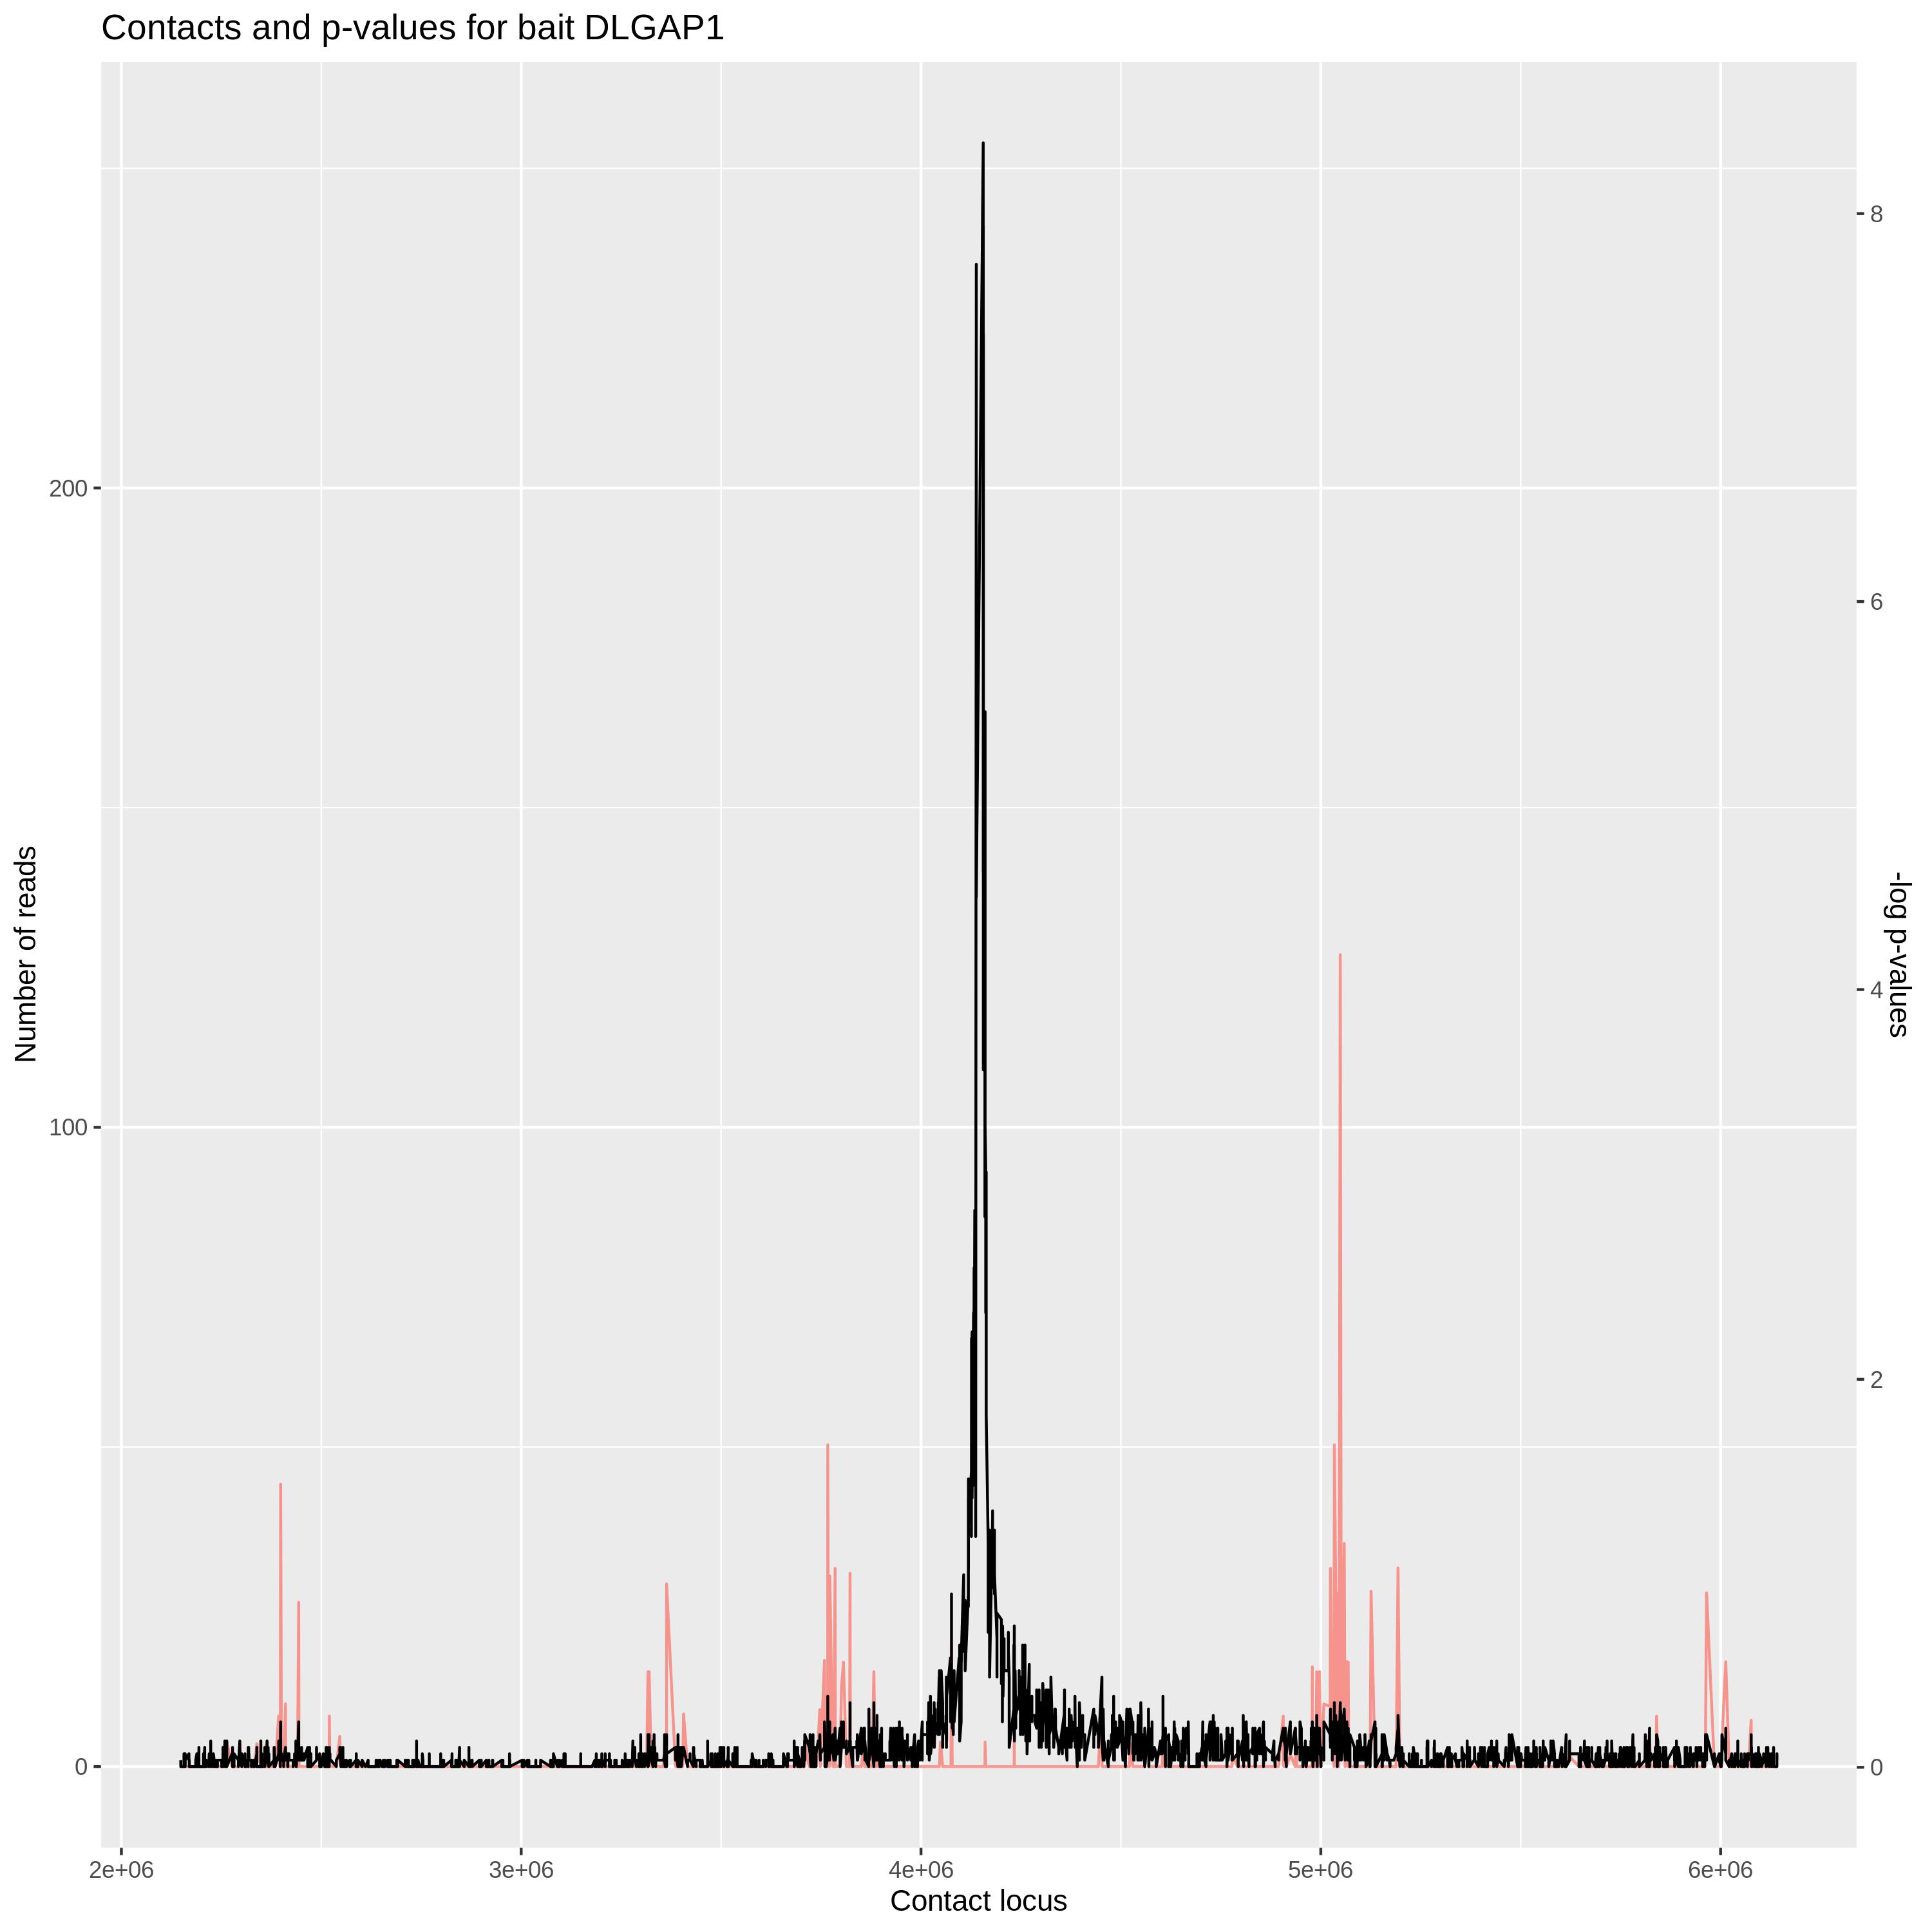 Contacts and p-values for bait DLGAP1
Number of reads
200
100
0
8
6
4
2
0
-log p-values
2e+06
3e+06
4e+06
5e+06
6e+06
Contact locus